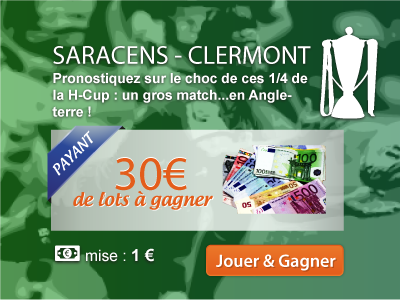 SARACENS - CLERMONT
Pronostiquez sur le choc de ces 1/4 de
la H-Cup : un gros match...en Angle-
terre !
PAYANT
30€
de lots à gagner
mise : 1 €
Jouer & Gagner